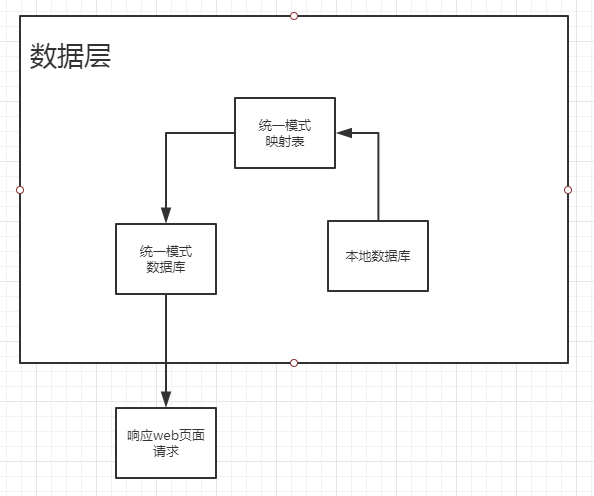 数据层
统一模式
映射表
统一模式
数据库
本地数据库
响应web页面
请求